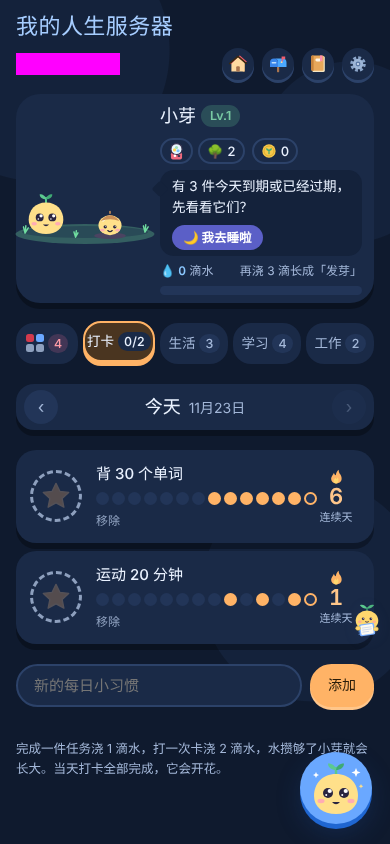 我的人生服务器
小芽 Lv.1
2 0
有 3 件今天到期或已经过期，
先看看它们?
我去睡啦
0 滴水 再浇 3 滴长成「发芽」
4 打卡 0/2 生活 3 学习 4 工作 2
‹ 今天 11月23日 ›
背 30 个单词
6
连续天
移除
运动 20 分钟
1
连续天
移除
新的每日小习惯 添加
完成一件任务浇 1 滴水，打一次卡浇 2 滴水，水攒够了小芽就会
长大。当天打卡全部完成，它会开花。